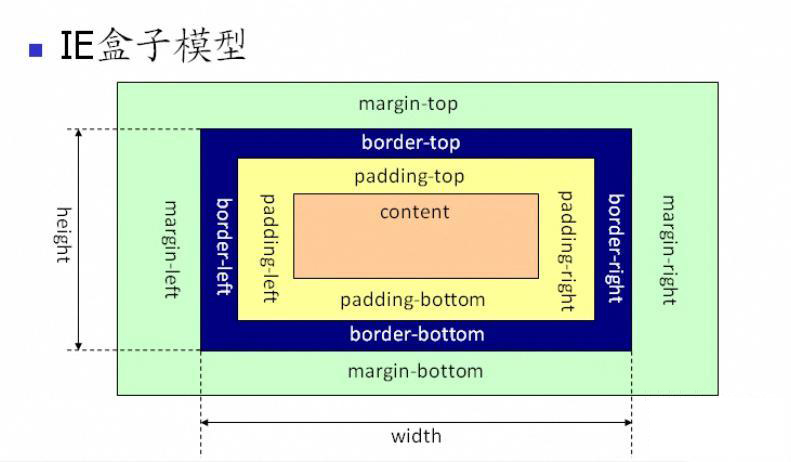 IE盒子模型
margin-top
border-top
padding-top
content
height
margin-left
border-left
padding-left
padding-right
border-right
margin-right
padding-bottom
border-bottom
margin-bottom
width